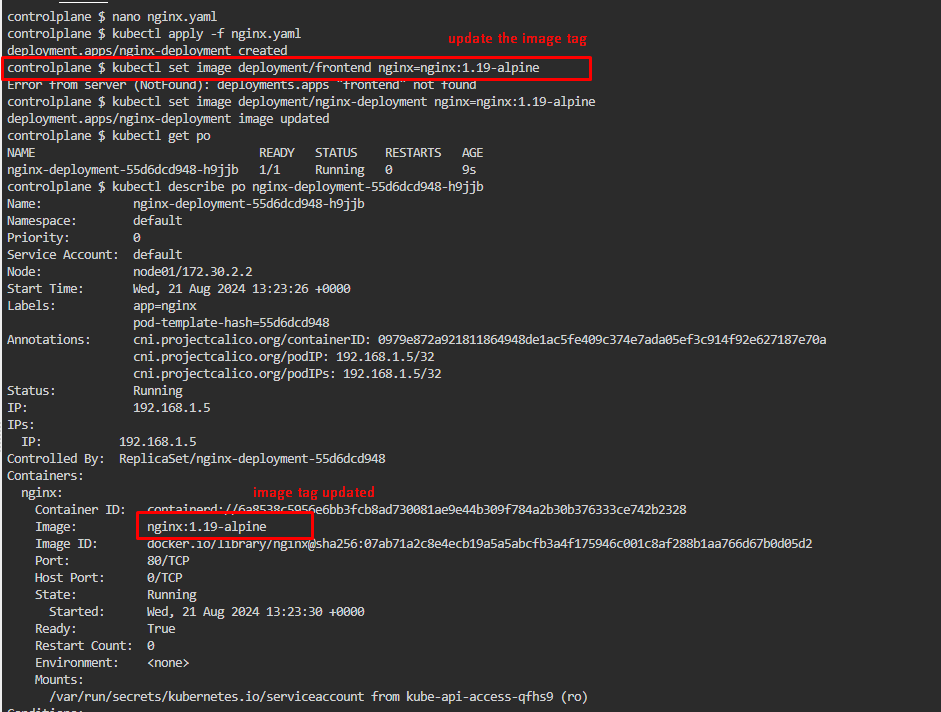 controlplane $ nano nginx.yaml
controlplane $ kubectl apply -f nginx.yaml
update the image tag
deployment.apps/nginx-deployment created
controlplane $ kubectl set image deployment/frontend nginx=nginx:1.19-alpine
Error from server (NotFound): deployments.apps "frontend" not found
controlplane $ kubectl set image deployment/nginx-deployment nginx=nginx:1.19-alpine
deployment.apps/nginx-deployment image updated
controlplane $ kubectl get po
NAME READY STATUS RESTARTS AGE
nginx-deployment-55d6dcd948-h9jjb 1/1 Running 0 9s
controlplane $ kubectl describe po nginx-deployment-55d6dcd948-h9jjb
Name: nginx-deployment-55d6dcd948-h9jjb
Namespace: default
Priority: 0
Service Account: default
Node: node01/172.30.2.2
Start Time: Wed, 21 Aug 2024 13:23:26 +0000
Labels: app=nginx
pod-template-hash=55d6dcd948
Annotations: cni.projectcalico.org/containerID: 0979e872a921811864948de1ac5fe409c374e7ada05ef3c914f92e627187e70a
cni.projectcalico.org/podIP: 192.168.1.5/32
cni.projectcalico.org/podIPs: 192.168.1.5/32
Status: Running
IP: 192.168.1.5
IPs:
IP: 192.168.1.5
Controlled By: ReplicaSet/nginx-deployment-55d6dcd948
Containers:
nginx:
image tag updated
Container ID: containerd://6a8538c5956e6bb3fcb8ad730081ae9e44b309f784a2b30b376333ce742b2328
Image: nginx:1.19-alpine
Image ID: docker.io/library/nginx@sha256:07ab71a2c8e4ecb19a5a5abcfb3a4f175946c001c8af288b1aa766d67b0d05d2
Port: 80/TCP
Host Port: 0/TCP
State: Running
Started: Wed, 21 Aug 2024 13:23:30 +0000
Ready: True
Restart Count: 0
Environment: <none>
Mounts:
/var/run/secrets/kubernetes.io/serviceaccount from kube-api-access-qfhs9 (ro)
Conditions: